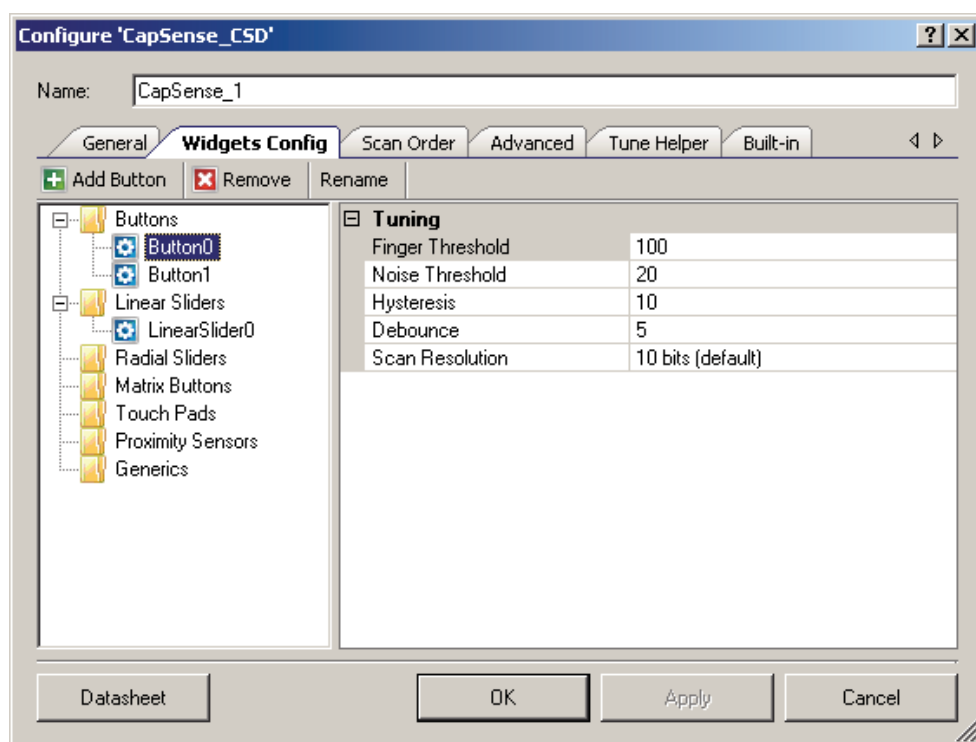 Configure 'CapSense_CSD'
Name: CapSense_1
General Widgets Config Scan Order Advanced Tune Helper Built-in
Add Button Remove Rename
Buttons
Button0
Button1
Linear Sliders
LinearSlider0
Radial Sliders
Matrix Buttons
Touch Pads
Proximity Sensors
Generics
Tuning
Finger Threshold 100
Noise Threshold 20
Hysteresis 10
Debounce 5
Scan Resolution 10 bits (default)
Datasheet OK Apply Cancel